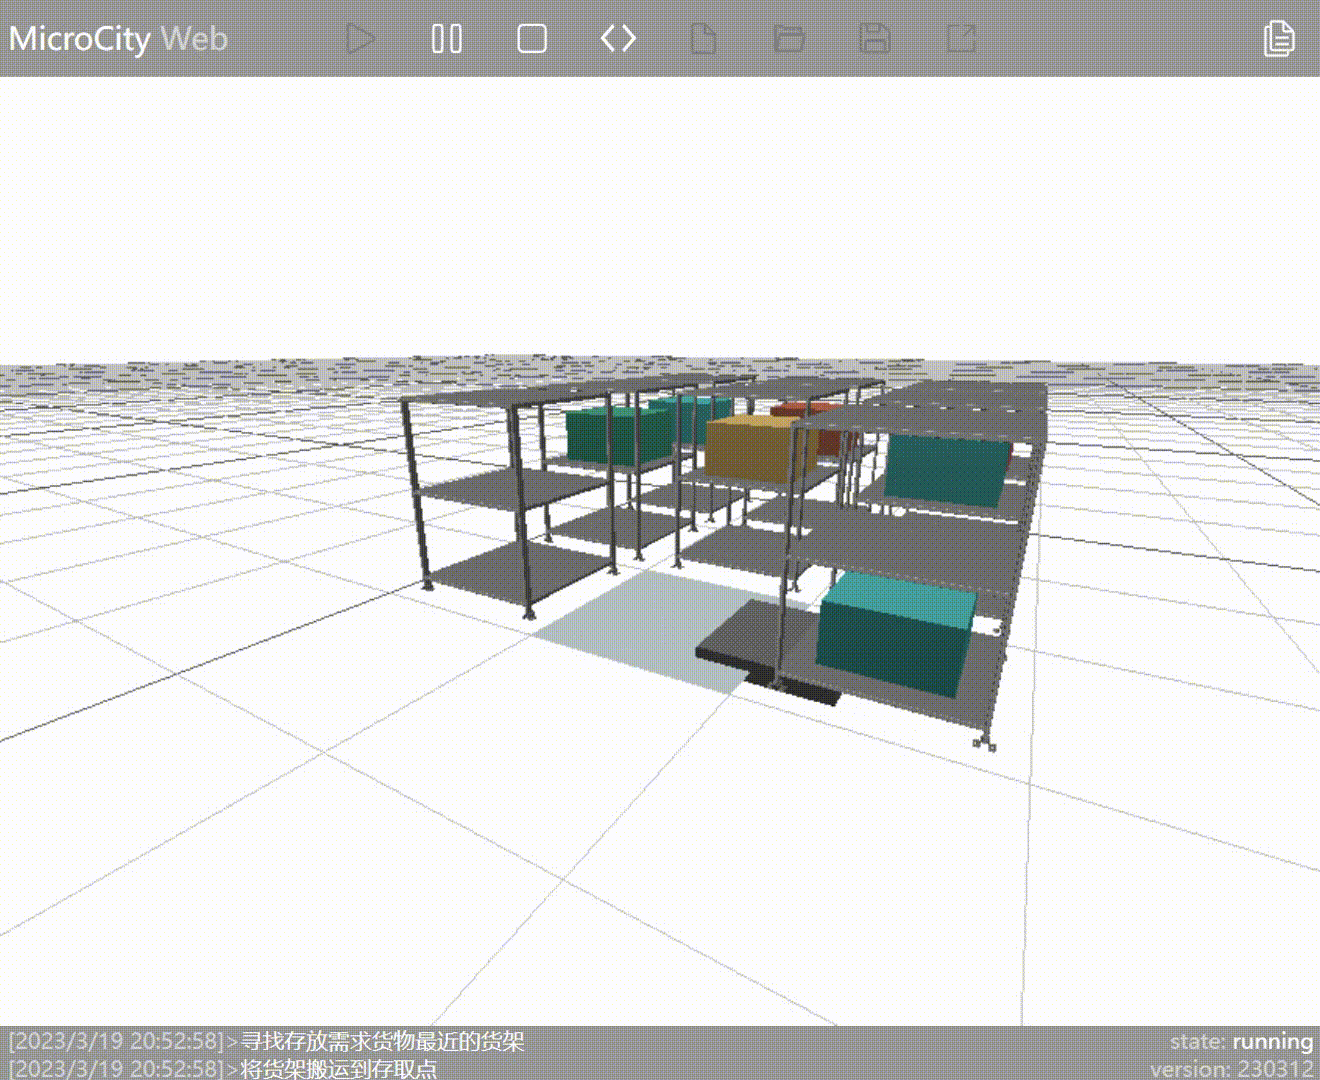 MicroCity Web
[2023/3/19 20:52:58]>寻找存放需求货物最近的货架
[2023/3/19 20:52:58]>将货架搬运到存取点
state: running
version: 230312